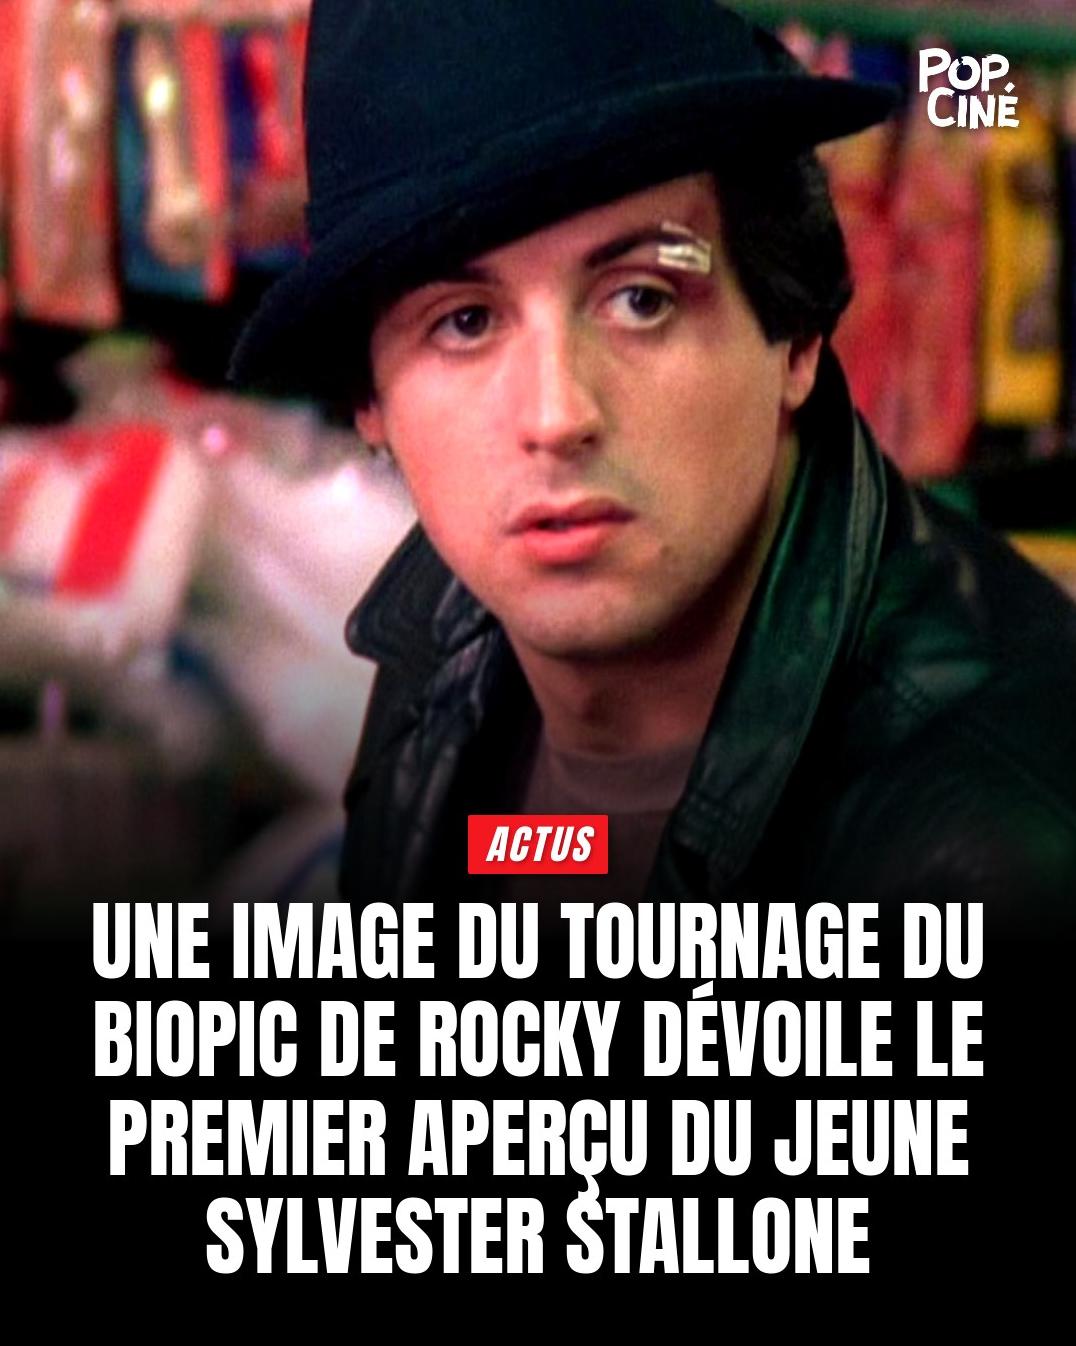 POP.
CINÉ
ACTUS
UNE IMAGE DU TOURNAGE DU
BIOPIC DE ROCKY DÉVOILE LE
PREMIER APERÇU DU JEUNE
SYLVESTER STALLONE